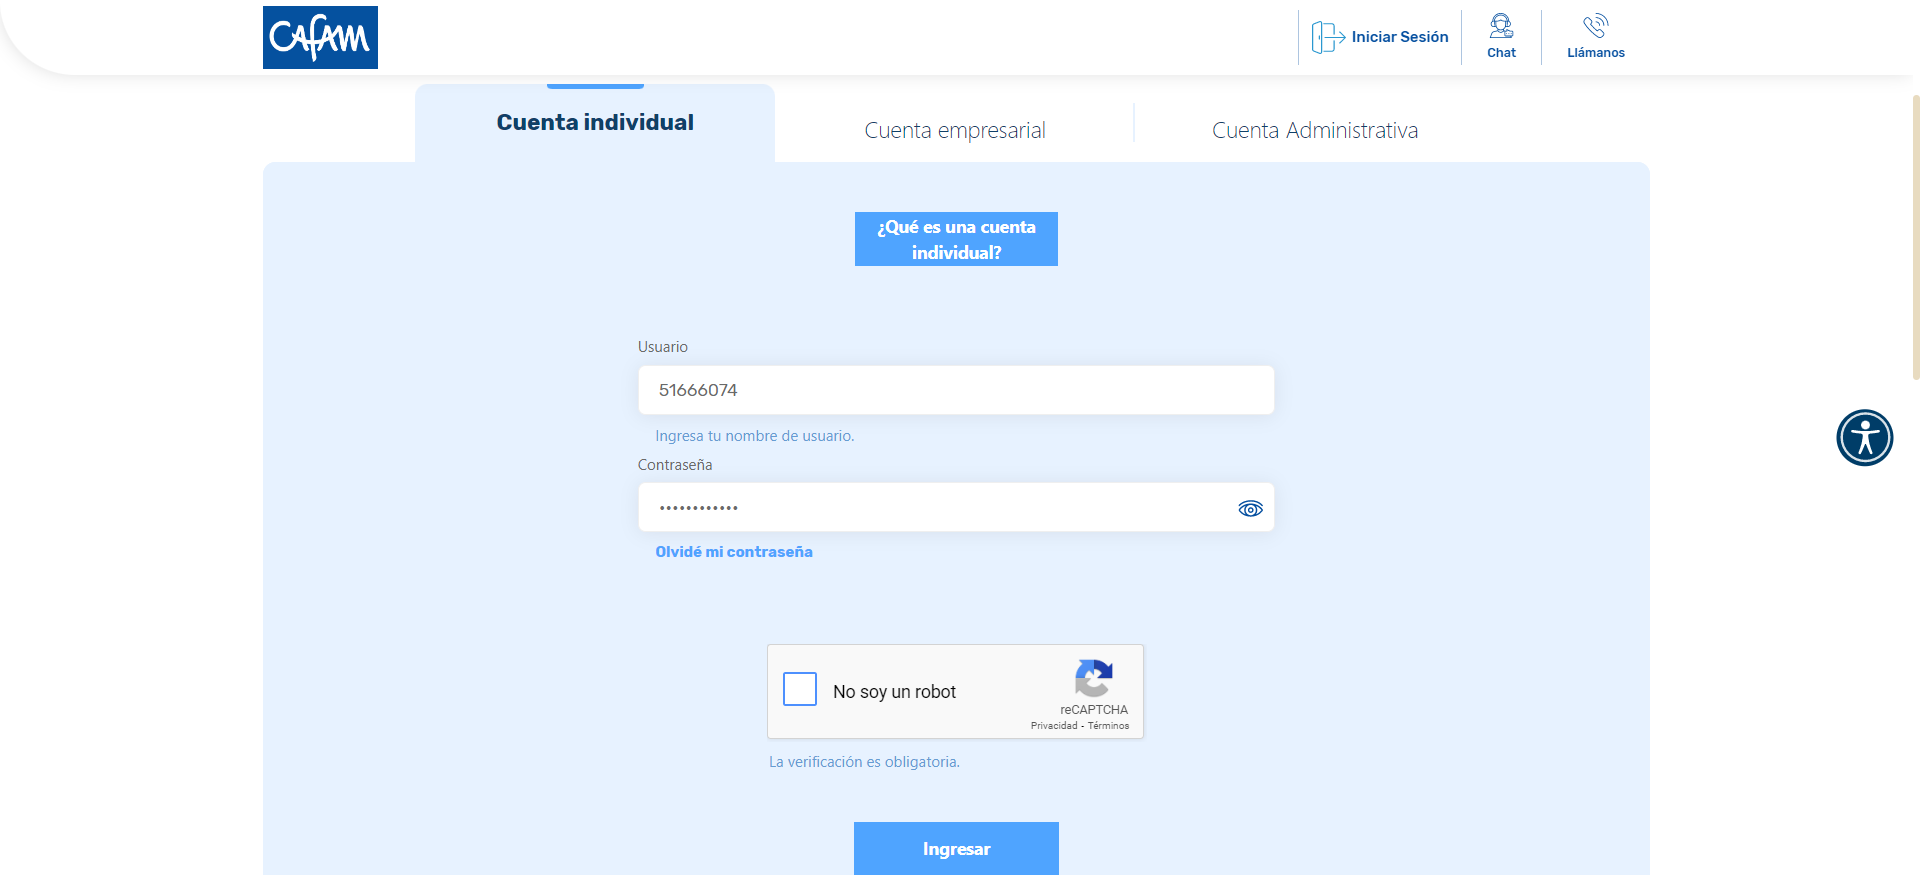 CAFAM
Iniciar Sesión
Chat
Llámanos
Cuenta individual
Cuenta empresarial
Cuenta Administrativa
¿Qué es una cuenta
individual?
Usuario
51666074
Ingresa tu nombre de usuario.
Contraseña
••••••••••••
Olvidé mi contraseña
No soy un robot
reCAPTCHA
Privacidad - Términos
La verificación es obligatoria.
Ingresar